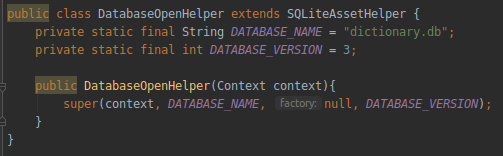 public class DatabaseOpenHelper extends SQLiteAssetHelper {
    private static final String DATABASE_NAME = "dictionary.db";
    private static final int DATABASE_VERSION = 3;

    public DatabaseOpenHelper(Context context){
        super(context, DATABASE_NAME, factory: null, DATABASE_VERSION);
    }
}